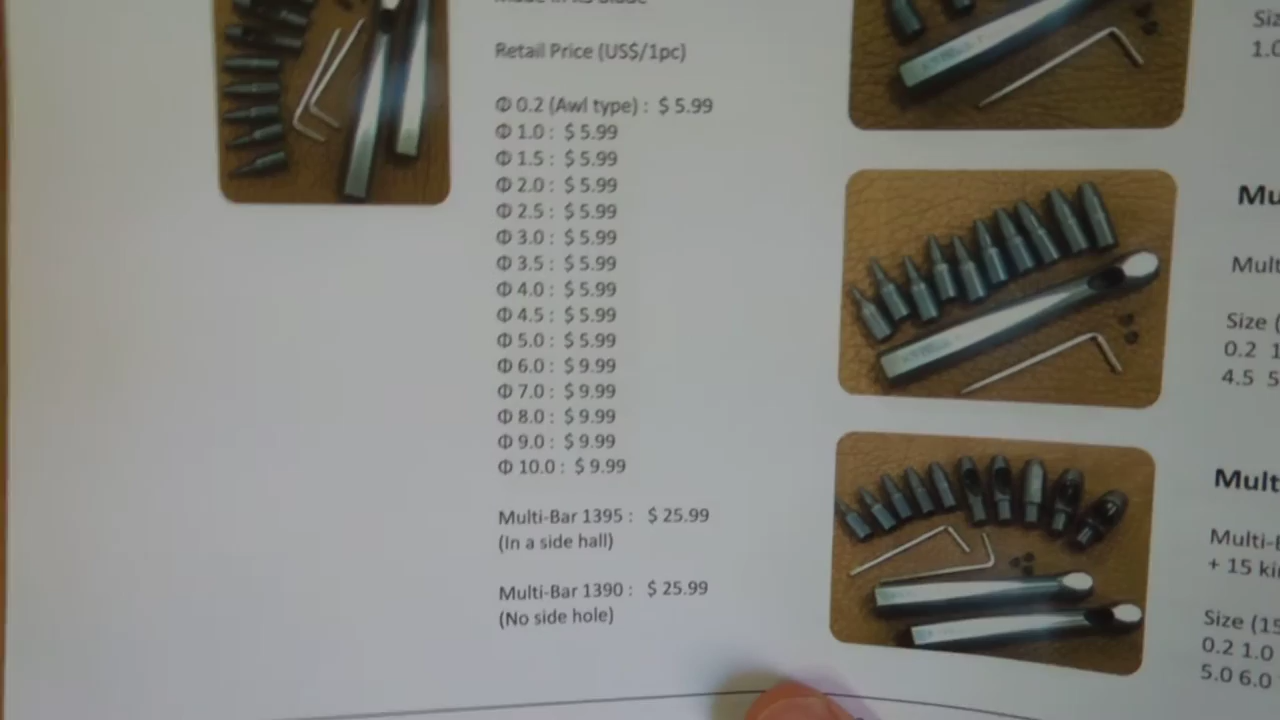 Retail Price (US$/1pc)
Φ 0.2 (Awl type) : $ 5.99
Φ 1.0 : $ 5.99
Φ 1.5 : $ 5.99
Φ 2.0 : $ 5.99
Φ 2.5 : $ 5.99
Φ 3.0 : $ 5.99
Φ 3.5 : $ 5.99
Φ 4.0 : $ 5.99
Φ 4.5 : $ 5.99
Φ 5.0 : $ 5.99
Φ 6.0 : $ 9.99
Φ 7.0 : $ 9.99
Φ 8.0 : $ 9.99
Φ 9.0 : $ 9.99
Φ 10.0 : $ 9.99
Multi-Bar 1395 : $ 25.99
(In a side hall)
Multi-Bar 1390 : $ 25.99
(No side hole)
Size (
0.2 1
4.5 5
Mult
Multi-B
+ 15 ki
Size (15
0.2 1.0
5.0 6.0